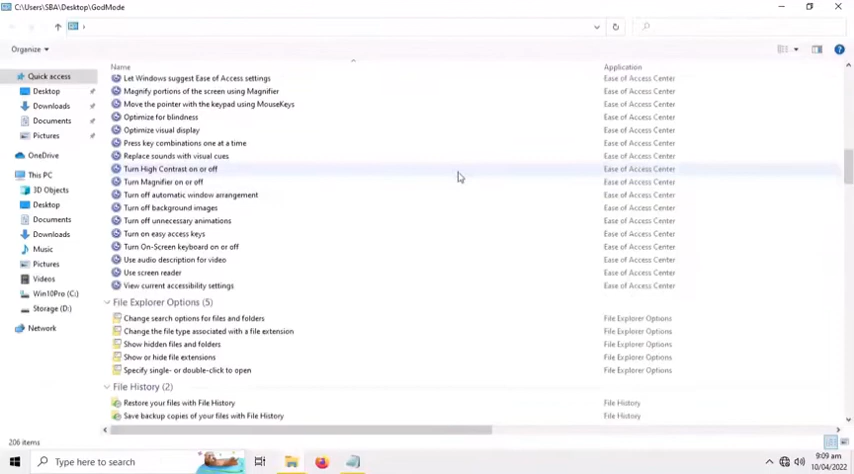 C:\Users\SBA\Desktop\GodMode
Organize
Name Application
Quick access
Desktop
Downloads
Documents
Pictures
OneDrive
This PC
3D Objects
Desktop
Documents
Downloads
Music
Pictures
Videos
Win10Pro (C:)
Storage (D:)
Network
Let Windows suggest Ease of Access settings Ease of Access Center
Magnify portions of the screen using Magnifier Ease of Access Center
Move the pointer with the keypad using MouseKeys Ease of Access Center
Optimize for blindness Ease of Access Center
Optimize visual display Ease of Access Center
Press key combinations one at a time Ease of Access Center
Replace sounds with visual cues Ease of Access Center
Turn High Contrast on or off Ease of Access Center
Turn Magnifier on or off Ease of Access Center
Turn off automatic window arrangement Ease of Access Center
Turn off background images Ease of Access Center
Turn off unnecessary animations Ease of Access Center
Turn on easy access keys Ease of Access Center
Turn On-Screen keyboard on or off Ease of Access Center
Use audio description for video Ease of Access Center
Use screen reader Ease of Access Center
View current accessibility settings Ease of Access Center
File Explorer Options (5)
Change search options for files and folders File Explorer Options
Change the file type associated with a file extension File Explorer Options
Show hidden files and folders File Explorer Options
Show or hide file extensions File Explorer Options
Specify single- or double-click to open File Explorer Options
File History (2)
Restore your files with File History File History
Save backup copies of your files with File History File History
206 items
Type here to search
9:09 am